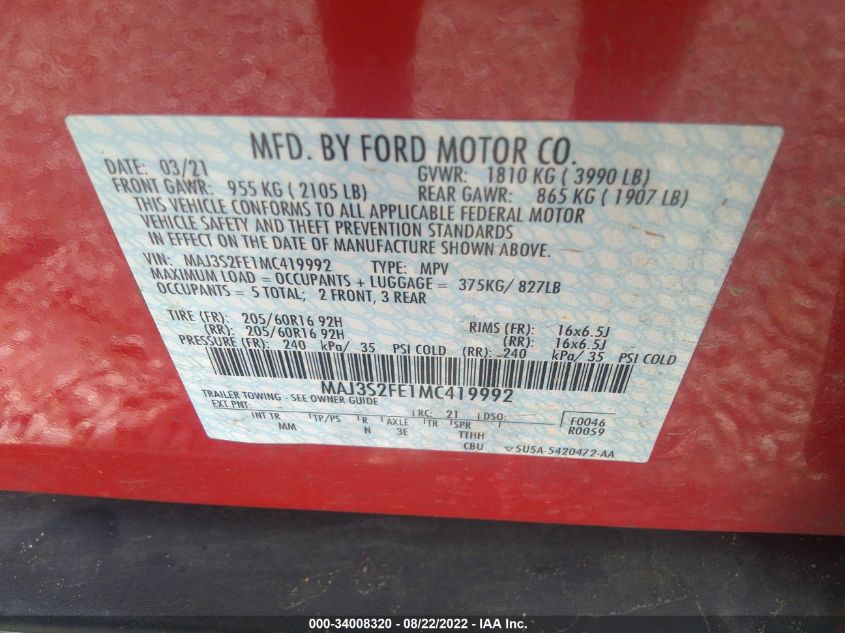 MFD. BY FORD MOTOR CO.
DATE: 03/21 GVWR: 1810 KG ( 3990 LB)
FRONT GAWR: 955 KG ( 2105 LB) REAR GAWR: 865 KG ( 1907 LB)
THIS VEHICLE CONFORMS TO ALL APPLICABLE FEDERAL MOTOR
VEHICLE SAFETY AND THEFT PREVENTION STANDARDS
IN EFFECT ON THE DATE OF MANUFACTURE SHOWN ABOVE.
VIN: MAJ3S2FE1MC419992 TYPE: MPV
MAXIMUM LOAD = OCCUPANTS + LUGGAGE = 375KG/ 827LB
OCCUPANTS = 5 TOTAL; 2 FRONT, 3 REAR
TIRE (FR): 205/60R16 92H RIMS (FR): 16x6.5J
(RR): 205/60R16 92H (RR): 16x6.5J
PRESSURE (FR): 240 kPa/ 35 PSI COLD (RR): 240 kPa/ 35 PSI COLD
MAJ3S2FE1MC419992
TRAILER TOWING - SEE OWNER GUIDE
EXT PNT: RC: 21 DSO: F0046
INT TR TP/PS R AXLE TR SPR R0059
MM N 3E TTHH
CBU 5U5A-5420472-AA
000-34008320 - 08/22/2022 - IAA Inc.